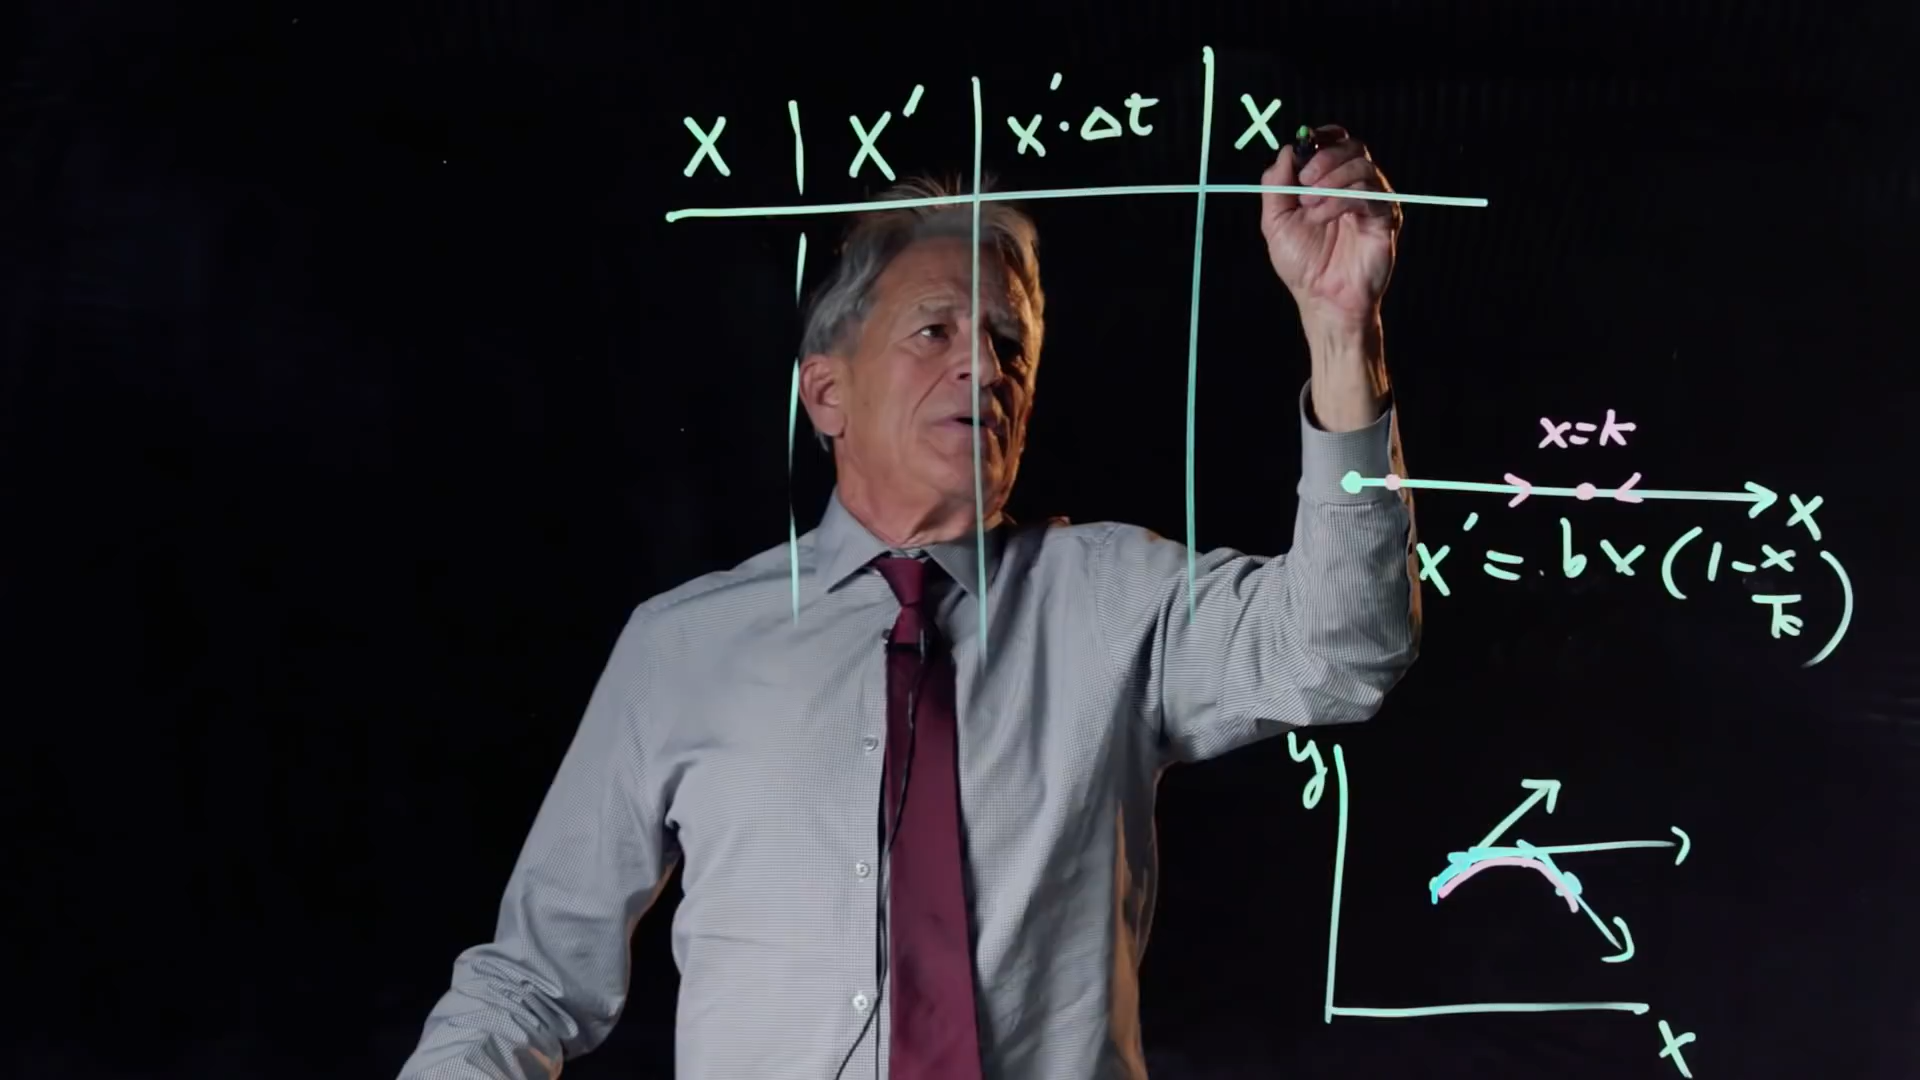 X | X′ | x′·Δt | X
x=k
x
x′ = bx(1-x/k)
y
x